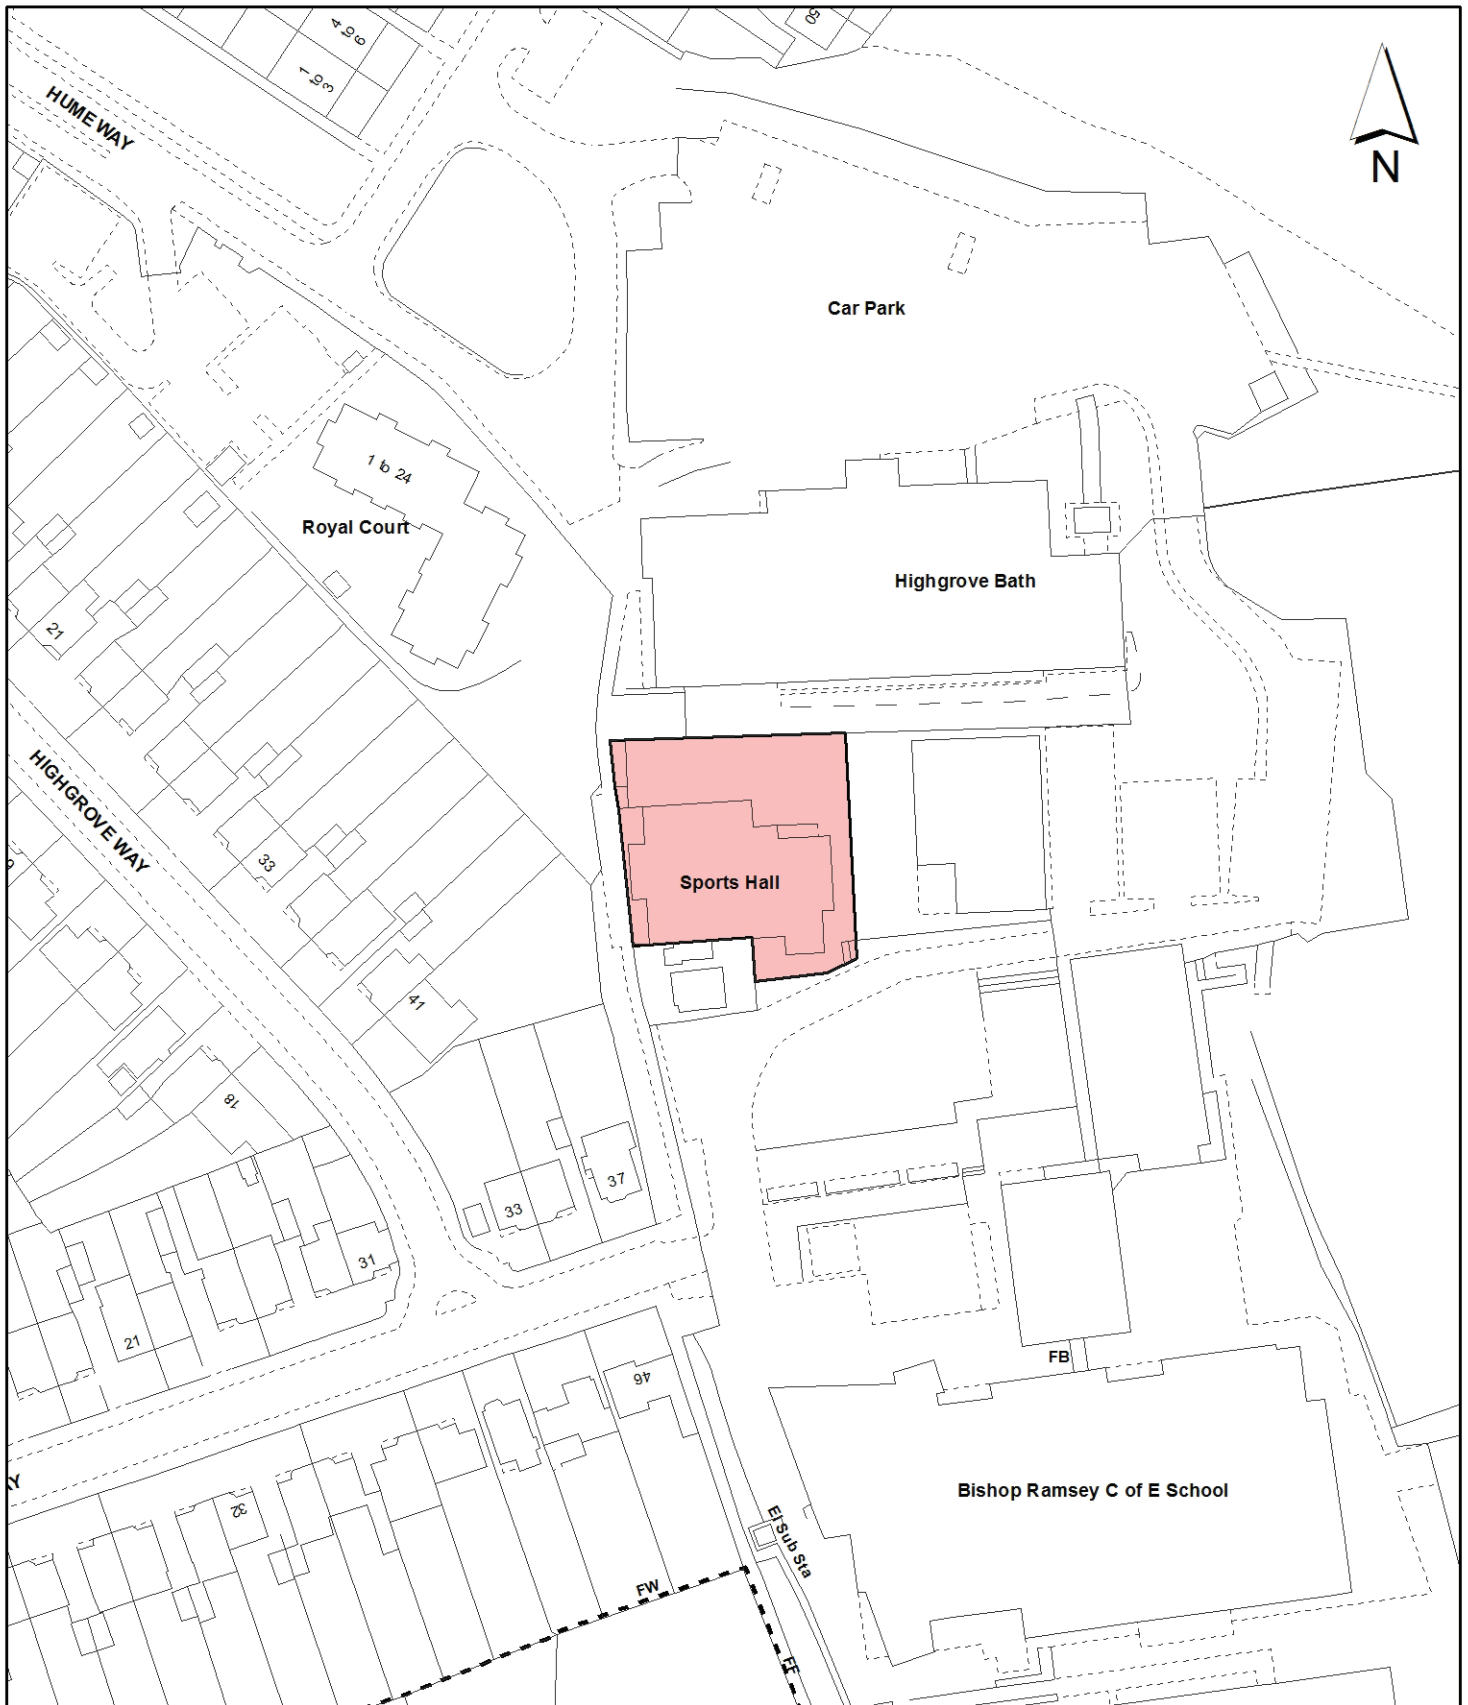 50
4 to 6
1 to 3
HUME WAY
N
Car Park
1 to 24
Royal Court
Highgrove Bath
21
HIGHGROVE WAY
33
Sports Hall
41
18
37
33
31
21
46
FB
Bishop Ramsey C of E School
32
El Sub Sta
FW
FF